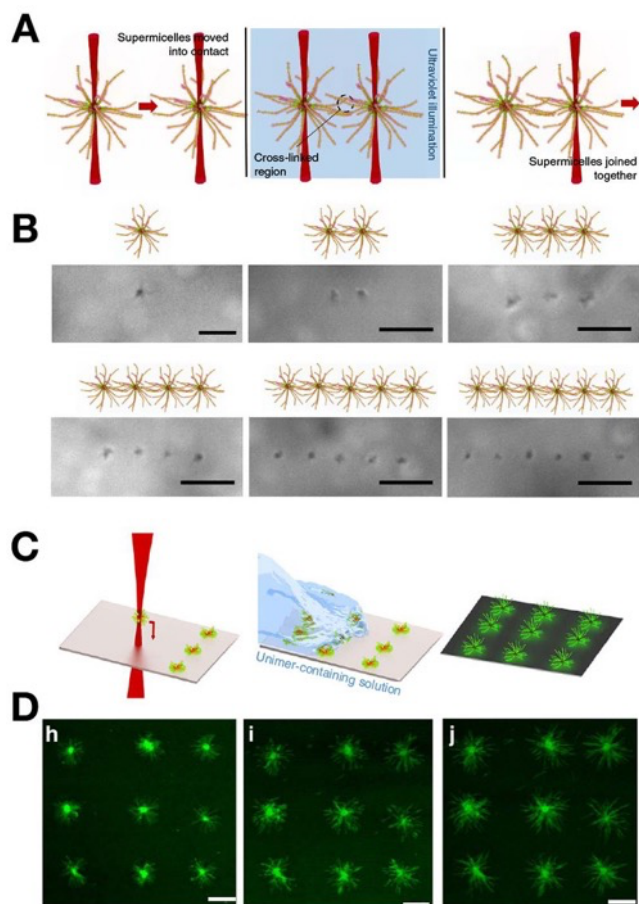 A
Supermicelles moved
into contact
Cross-linked
region
Ultraviolet illumination
Supermicelles joined
together
B
C
Unimer-containing solution
D
h
i
j